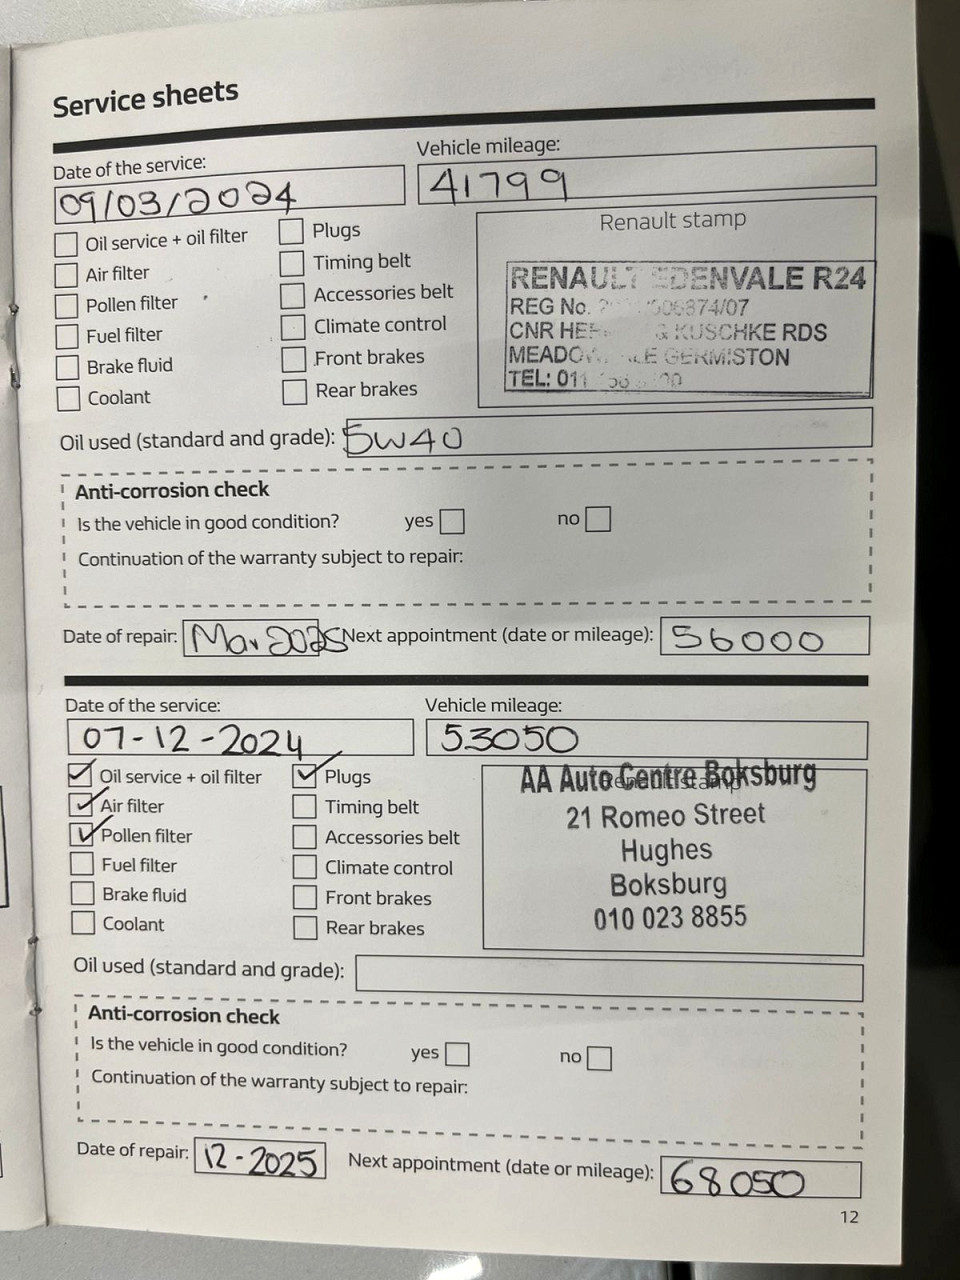 Service sheets
Date of the service: Vehicle mileage:
09/03/2024 41799
Oil service + oil filter Plugs
Air filter Timing belt
Pollen filter Accessories belt
Fuel filter Climate control
Brake fluid Front brakes
Coolant Rear brakes
Renault stamp
RENAULT EDENVALE R24
REG No.
CNR & KUSCHKE RDS
GERMISTON
TEL: 011
Oil used (standard and grade): 5W40
Anti-corrosion check
Is the vehicle in good condition? yes no
Continuation of the warranty subject to repair:
Date of repair: Mar 2025 Next appointment (date or mileage): 56000
Date of the service: Vehicle mileage:
07-12-2024 53050
Oil service + oil filter Plugs
Air filter Timing belt
Pollen filter Accessories belt
Fuel filter Climate control
Brake fluid Front brakes
Coolant Rear brakes
Renault stamp
AA Auto Centre Boksburg
21 Romeo Street
Hughes
Boksburg
010 023 8855
Oil used (standard and grade):
Anti-corrosion check
Is the vehicle in good condition? yes no
Continuation of the warranty subject to repair:
Date of repair: 12-2025 Next appointment (date or mileage): 68050
12